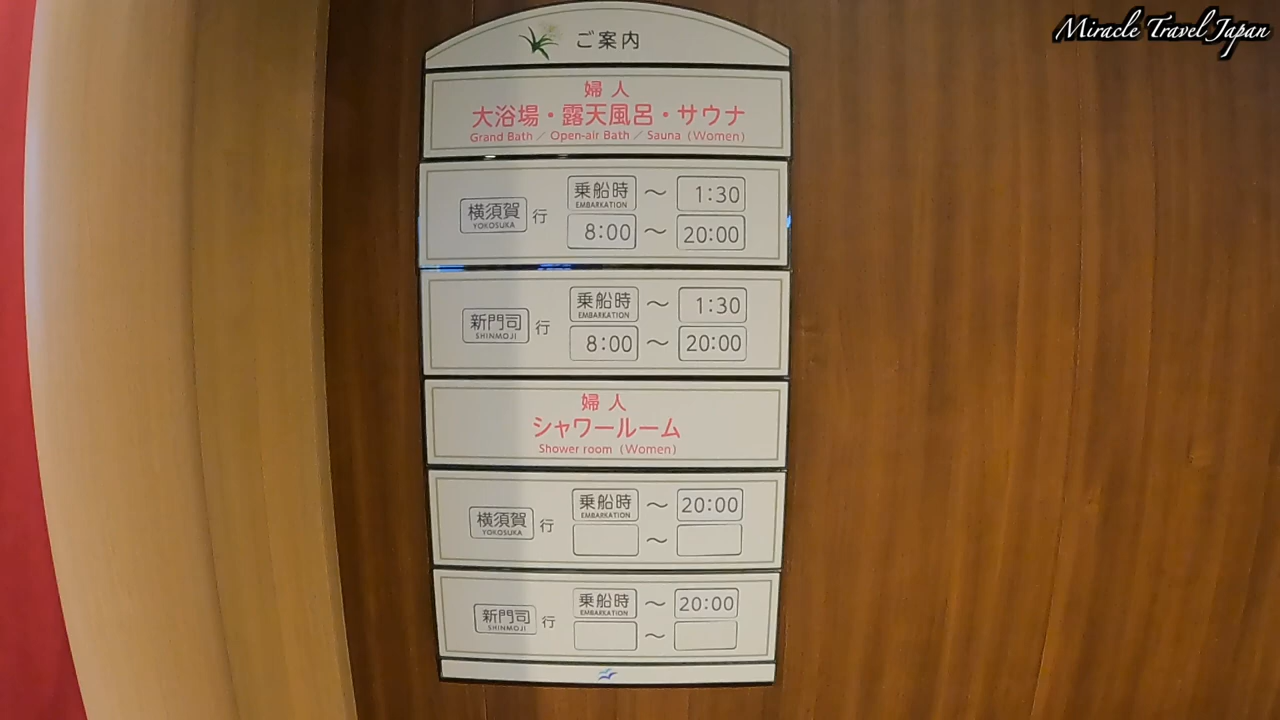 Miracle Travel Japan
ご案内
婦人
大浴場・露天風呂・サウナ
Grand Bath / Open-air Bath / Sauna (Women)
横須賀 行
YOKOSUKA
乗船時 ～ 1:30
EMBARKATION
8:00 ～ 20:00
新門司 行
SHINMOJI
乗船時 ～ 1:30
EMBARKATION
8:00 ～ 20:00
婦人
シャワールーム
Shower room (Women)
横須賀 行
YOKOSUKA
乗船時 ～ 20:00
EMBARKATION
～
新門司 行
SHINMOJI
乗船時 ～ 20:00
EMBARKATION
～